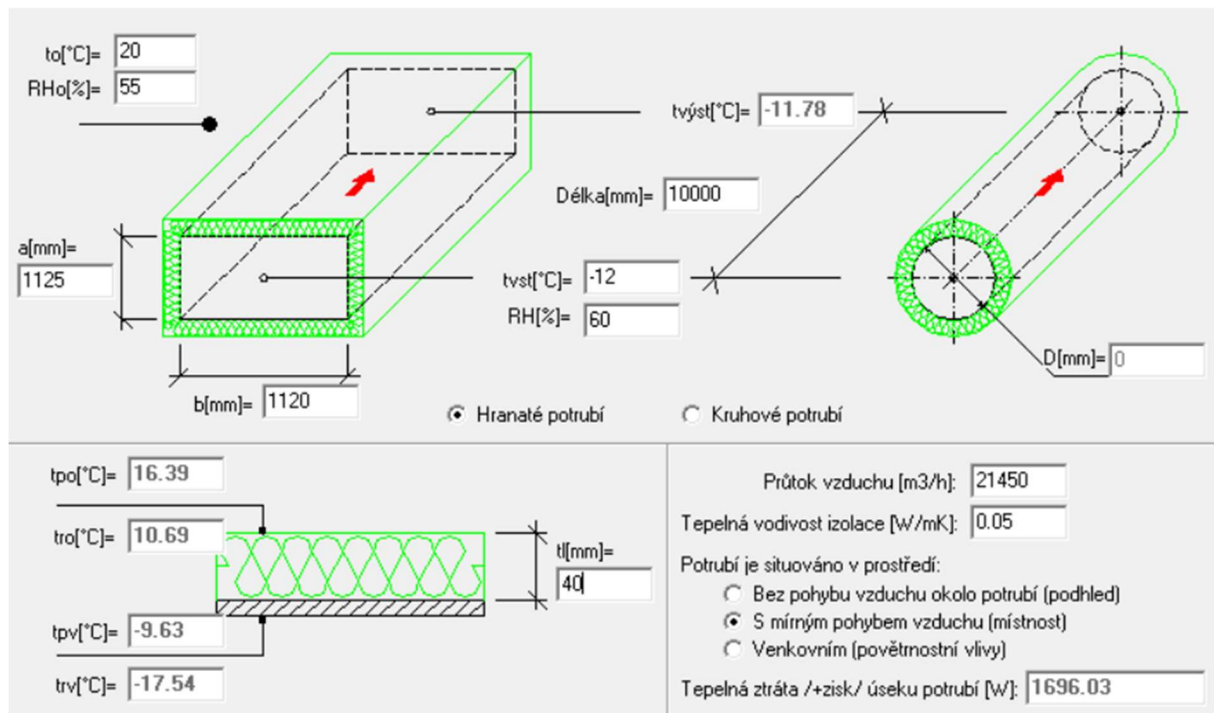 to[°C]= 20
RHo[%]= 55
tvýst[°C]= -11.78
Délka[mm]= 10000
a[mm]=
1125
tvst[°C]= -12
RH[%]= 60
D[mm]= 0
b[mm]= 1120
Hranaté potrubí
Kruhové potrubí
tpo[°C]= 16.39
tro[°C]= 10.69
tl[mm]=
40
tpv[°C]= -9.63
trv[°C]= -17.54
Průtok vzduchu [m3/h]: 21450
Tepelná vodivost izolace [W/mK]: 0.05
Potrubí je situováno v prostředí:
Bez pohybu vzduchu okolo potrubí (podhled)
S mírným pohybem vzduchu (místnost)
Venkovním (povětrnostní vlivy)
Tepelná ztráta /+zisk/ úseku potrubí [W]: 1696.03